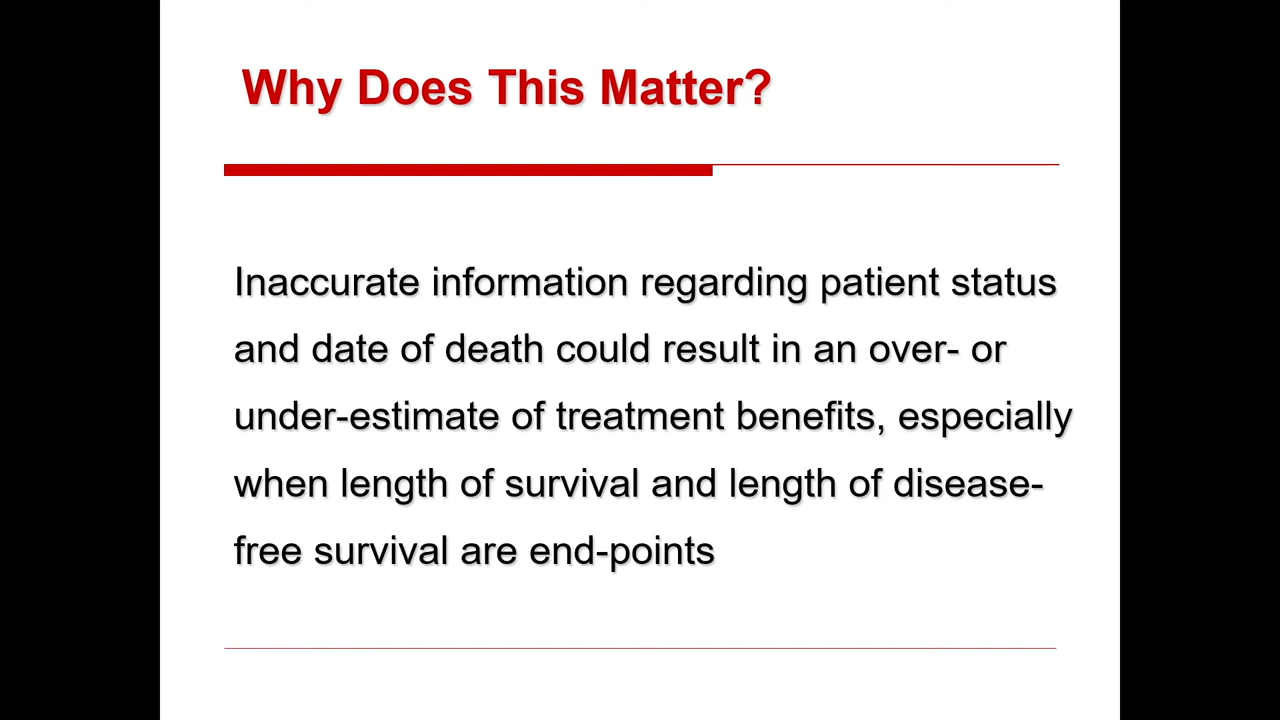 Why Does This Matter?
Inaccurate information regarding patient status
and date of death could result in an over- or
under-estimate of treatment benefits, especially
when length of survival and length of disease-
free survival are end-points